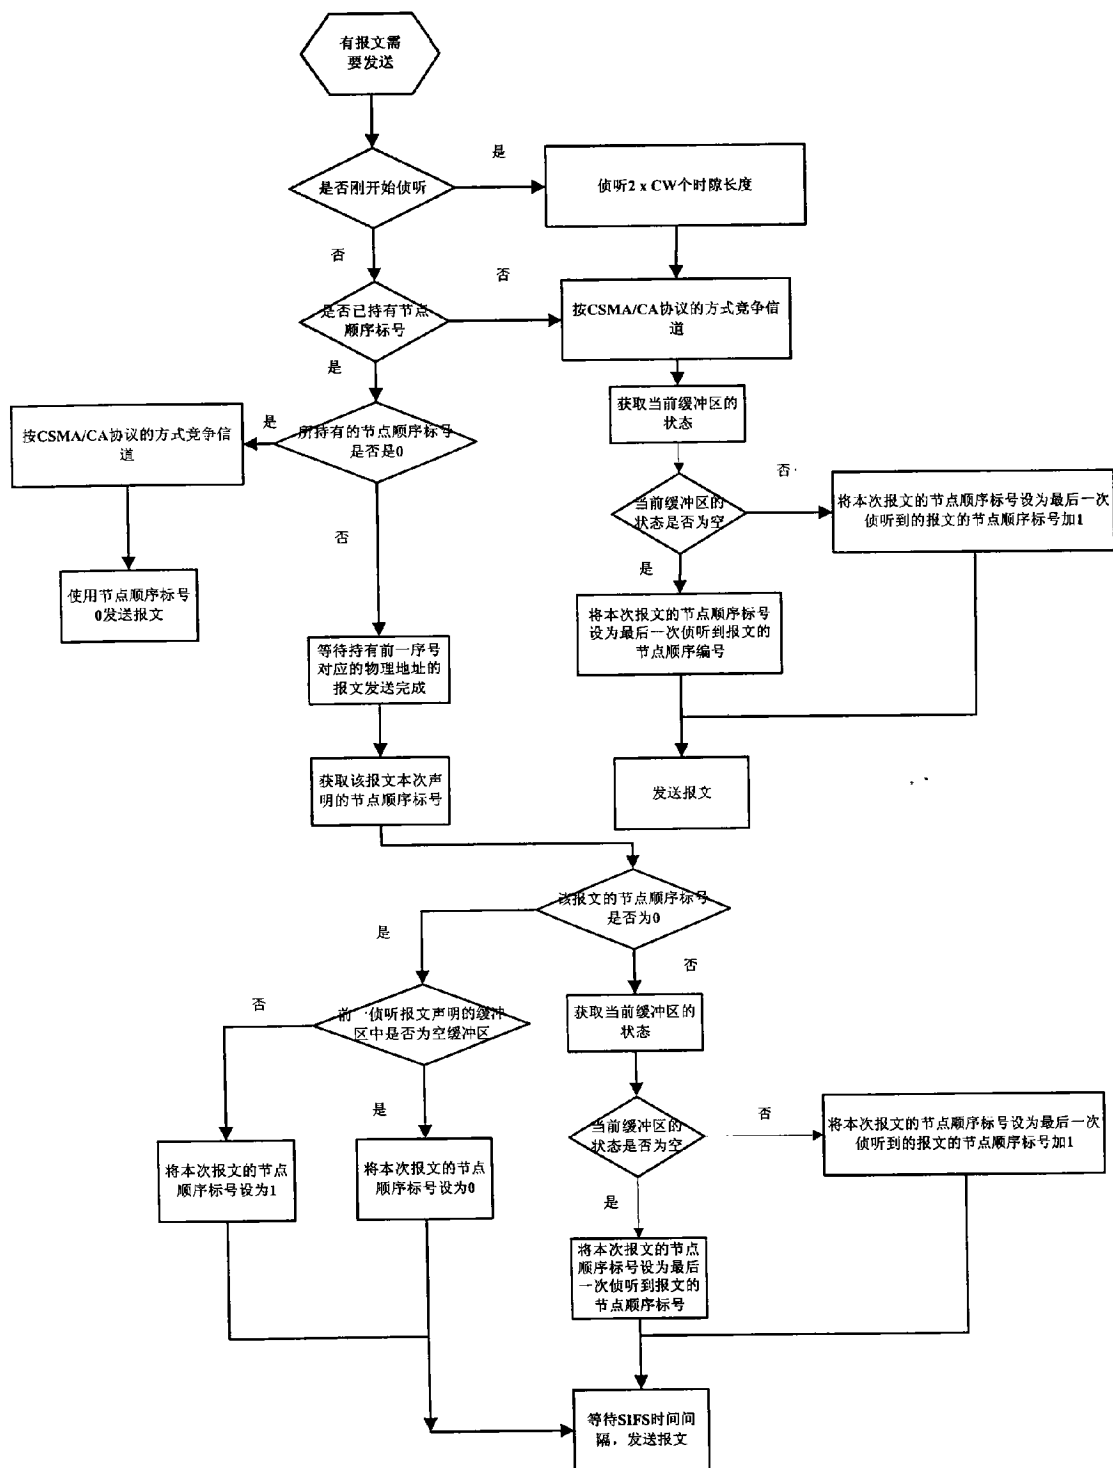 有报文需
要发送
是
是否刚开始侦听
侦听2 x CW个时隙长度
否
否
是否已持有节点
顺序标号
按CSMA/CA协议的方式竞争信
道
是
获取当前缓冲区的
状态
按CSMA/CA协议的方式竞争信
道
是
所持有的节点顺序标号
是否是0
否
当前缓冲区的
状态是否为空
将本次报文的节点顺序标号设为最后一次
侦听到的报文的节点顺序标号加1
否
是
使用节点顺序标号
0发送报文
将本次报文的节点顺序标号
设为最后一次侦听到报文的
节点顺序编号
等待持有前一序号
对应的物理地址的
报文发送完成
获取该报文本次声
明的节点顺序标号
发送报文
该报文的节点顺序标号
是否为0
是
否
否
前一侦听报文声明的缓冲
区中是否为空缓冲区
获取当前缓冲区的
状态
是
当前缓冲区的
状态是否为空
否
将本次报文的节点顺序标号设为最后一次
侦听到的报文的节点顺序标号加1
将本次报文的节点
顺序标号设为1
将本次报文的节点
顺序标号设为0
是
将本次报文的节点
顺序标号设为最后
一次侦听到报文的
节点顺序标号
等待SIFS时间间
隔，发送报文